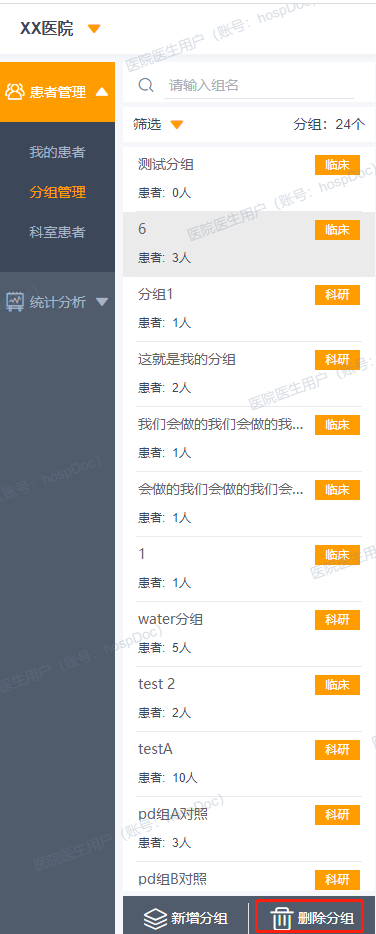 XX医院
患者管理
我的患者
分组管理
科室患者
统计分析
请输入组名
筛选 分组：24个
测试分组 临床
患者: 0人
6 临床
患者: 3人
分组1 科研
患者: 1人
这就是我的分组 科研
患者: 2人
我们会做的我们会做的我... 临床
患者: 1人
会做的我们会做的我们会... 临床
患者: 1人
1 临床
患者: 1人
water分组 科研
患者: 5人
test 2 临床
患者: 2人
testA 科研
患者: 10人
pd组A对照 科研
患者: 3人
pd组B对照 科研
新增分组 删除分组
医院医生用户（账号：hospDoc）